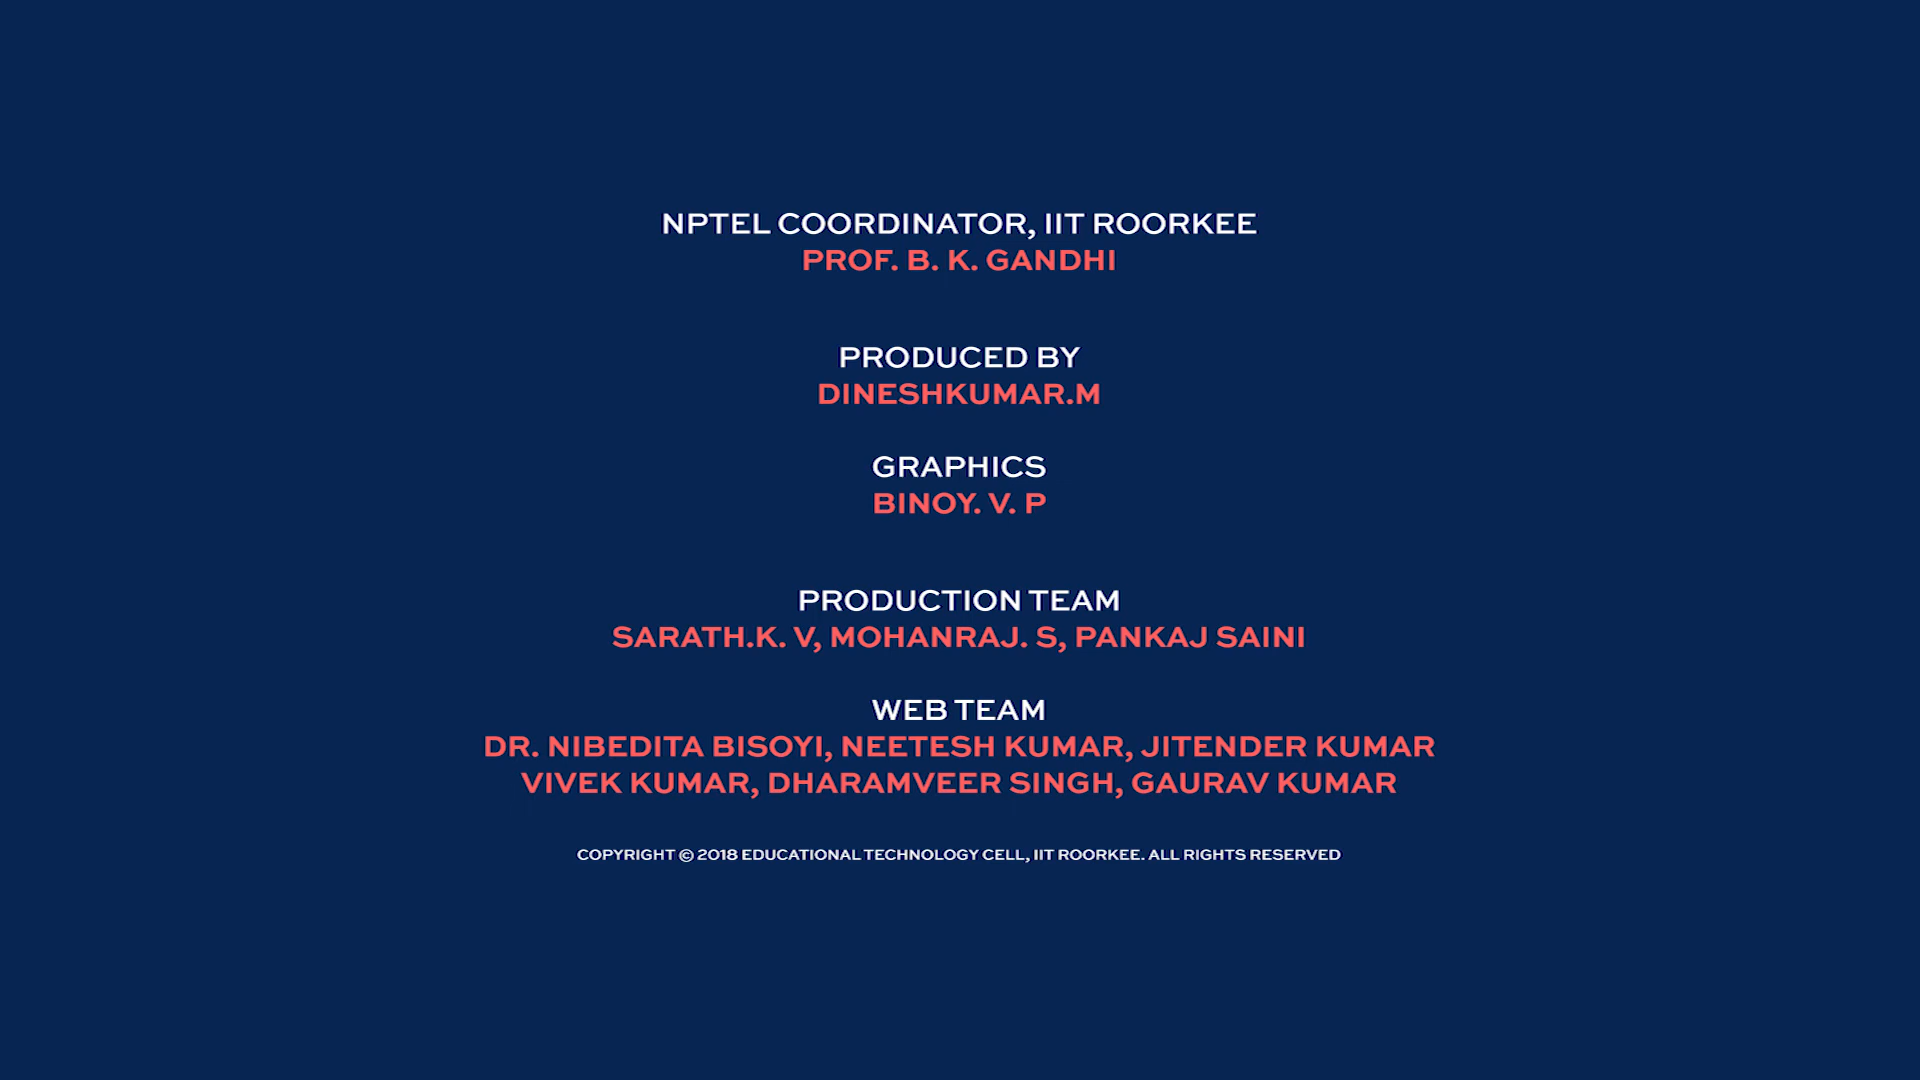 NPTEL COORDINATOR, IIT ROORKEE
PROF. B. K. GANDHI
PRODUCED BY
DINESHKUMAR.M
GRAPHICS
BINOY. V. P
PRODUCTION TEAM
SARATH.K. V, MOHANRAJ. S, PANKAJ SAINI
WEB TEAM
DR. NIBEDITA BISOYI, NEETESH KUMAR, JITENDER KUMAR
VIVEK KUMAR, DHARAMVEER SINGH, GAURAV KUMAR
COPYRIGHT © 2018 EDUCATIONAL TECHNOLOGY CELL, IIT ROORKEE. ALL RIGHTS RESERVED